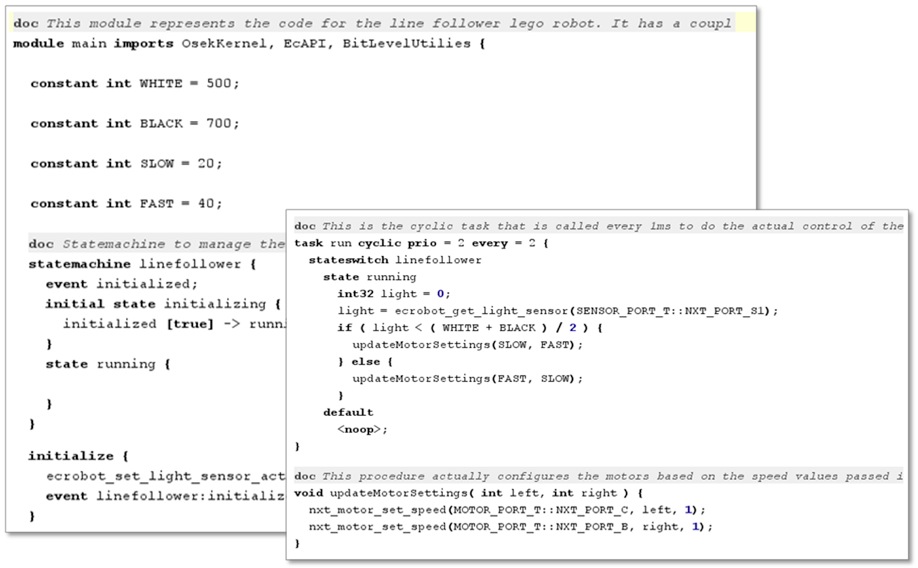 doc This module represents the code for the line follower lego robot. It has a coupl
module main imports OsekKernel, EcAPI, BitLevelUtilies {
constant int WHITE = 500;
constant int BLACK = 700;
constant int SLOW = 20;
constant int FAST = 40;
doc Statemachine to manage the
statemachine linefollower {
event initialized;
initial state initializing {
initialized [true] -> runn
}
state running {
}
}
initialize {
ecrobot_set_light_sensor_act
event linefollower:initializ
}
doc This is the cyclic task that is called every 1ms to do the actual control of the
task run cyclic prio = 2 every = 2 {
stateswitch linefollower
state running
int32 light = 0;
light = ecrobot_get_light_sensor(SENSOR_PORT_T::NXT_PORT_S1);
if ( light < ( WHITE + BLACK ) / 2 ) {
updateMotorSettings(SLOW, FAST);
} else {
updateMotorSettings(FAST, SLOW);
}
default
<noop>;
}
doc This procedure actually configures the motors based on the speed values passed i
void updateMotorSettings( int left, int right ) {
nxt_motor_set_speed(MOTOR_PORT_T::NXT_PORT_C, left, 1);
nxt_motor_set_speed(MOTOR_PORT_T::NXT_PORT_B, right, 1);
}